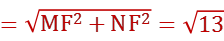 = √(MF² + NF²) = √13